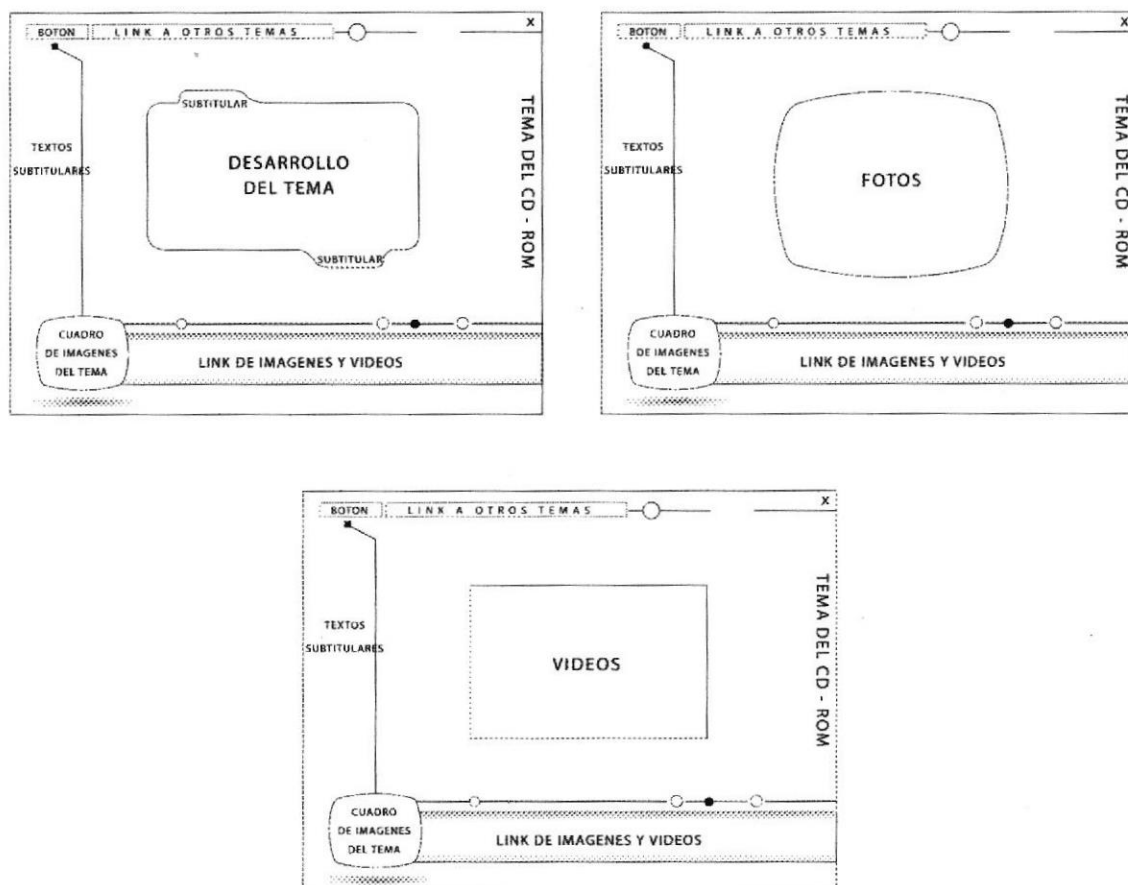 X
BOTON LINK A OTROS TEMAS
SUBTITULAR
TEXTOS
SUBTITULARES
DESARROLLO
DEL TEMA
SUBTITULAR
TEMA DEL CD - ROM
CUADRO
DE IMAGENES
DEL TEMA
LINK DE IMAGENES Y VIDEOS
X
BOTON LINK A OTROS TEMAS
TEXTOS
SUBTITULARES
FOTOS
TEMA DEL CD - ROM
CUADRO
DE IMAGENES
DEL TEMA
LINK DE IMAGENES Y VIDEOS
X
BOTON LINK A OTROS TEMAS
TEXTOS
SUBTITULARES
VIDEOS
TEMA DEL CD - ROM
CUADRO
DE IMAGENES
DEL TEMA
LINK DE IMAGENES Y VIDEOS